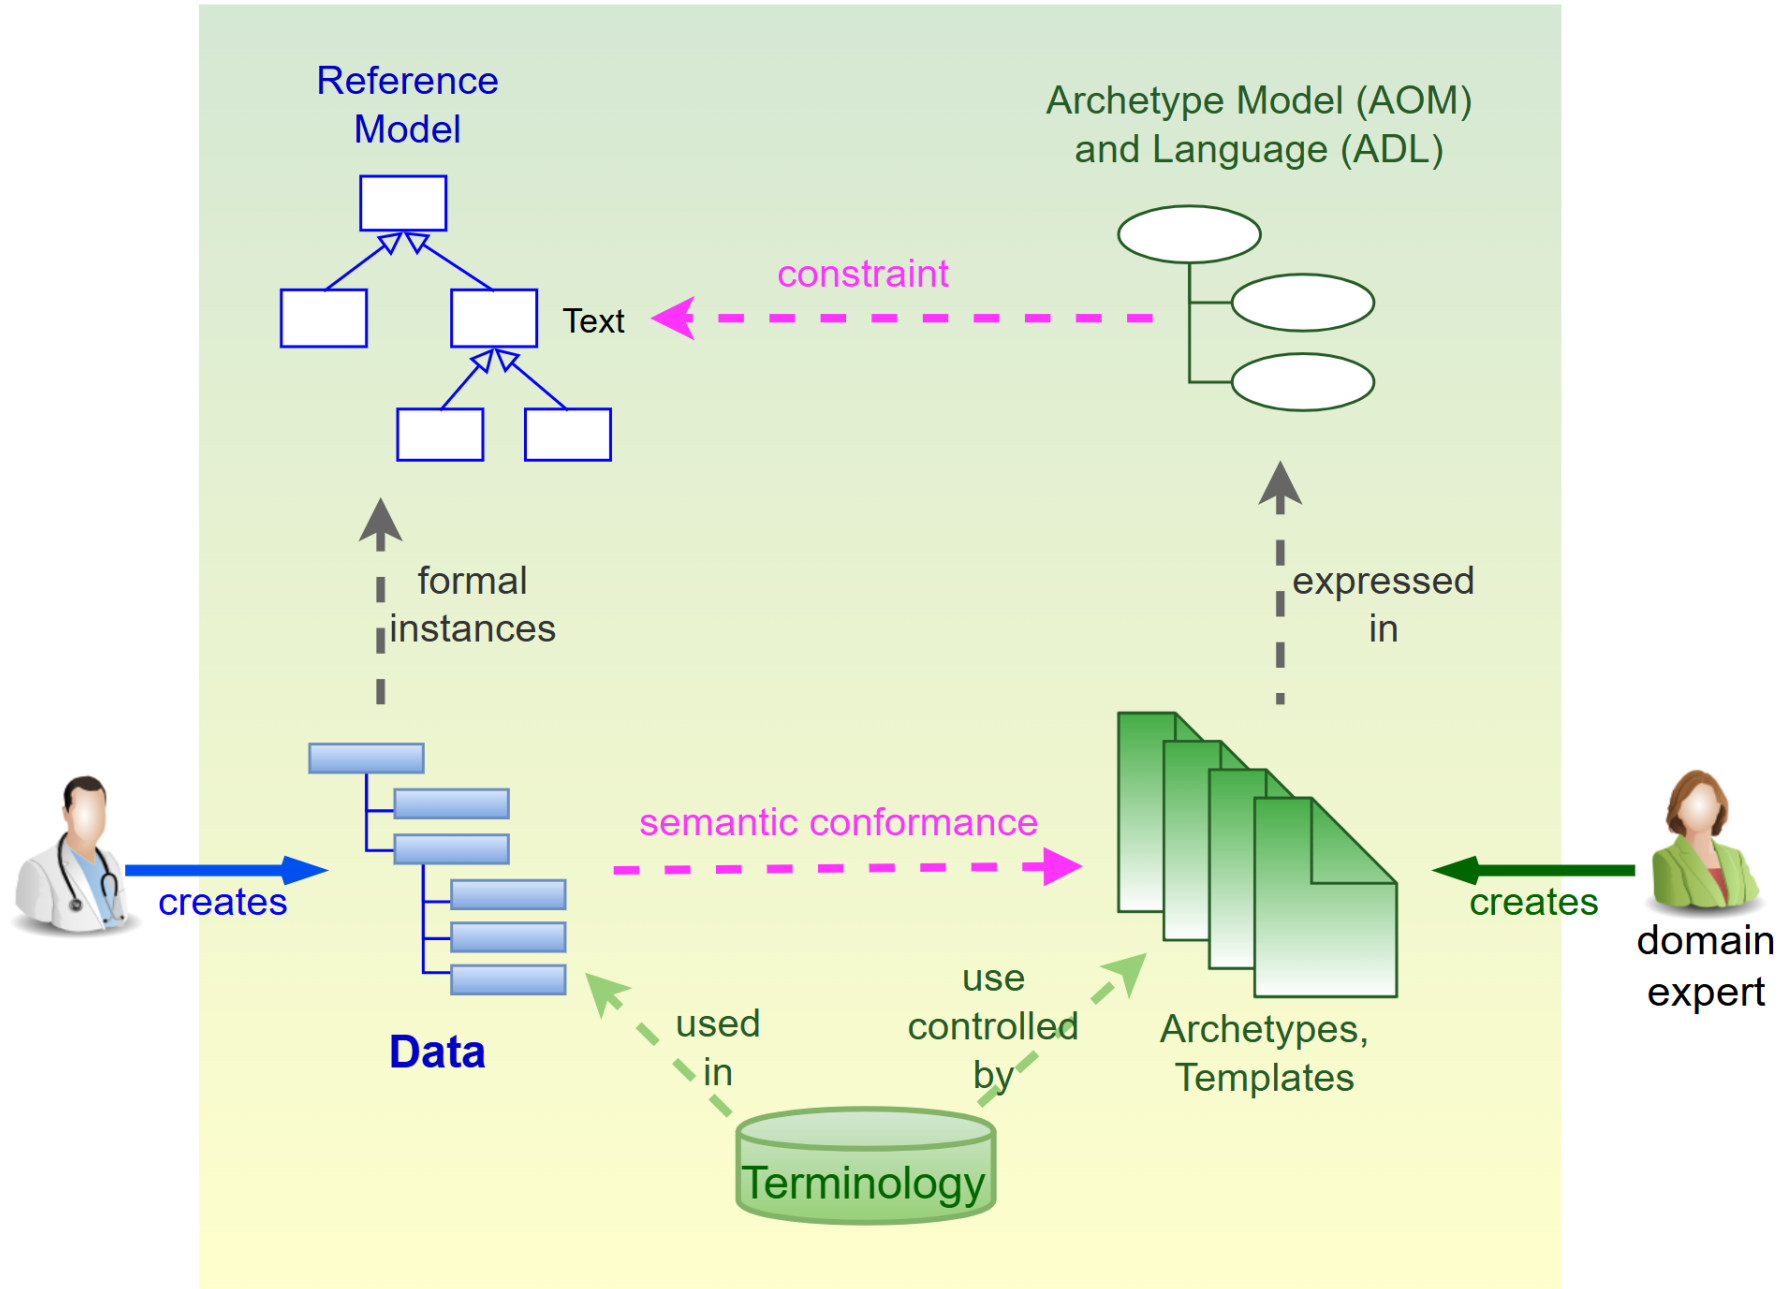 Reference
Model
Archetype Model (AOM)
and Language (ADL)
constraint
Text
formal
instances
expressed
in
semantic conformance
creates
creates
domain
expert
Data
used
in
use
controlled
by
Archetypes,
Templates
Terminology